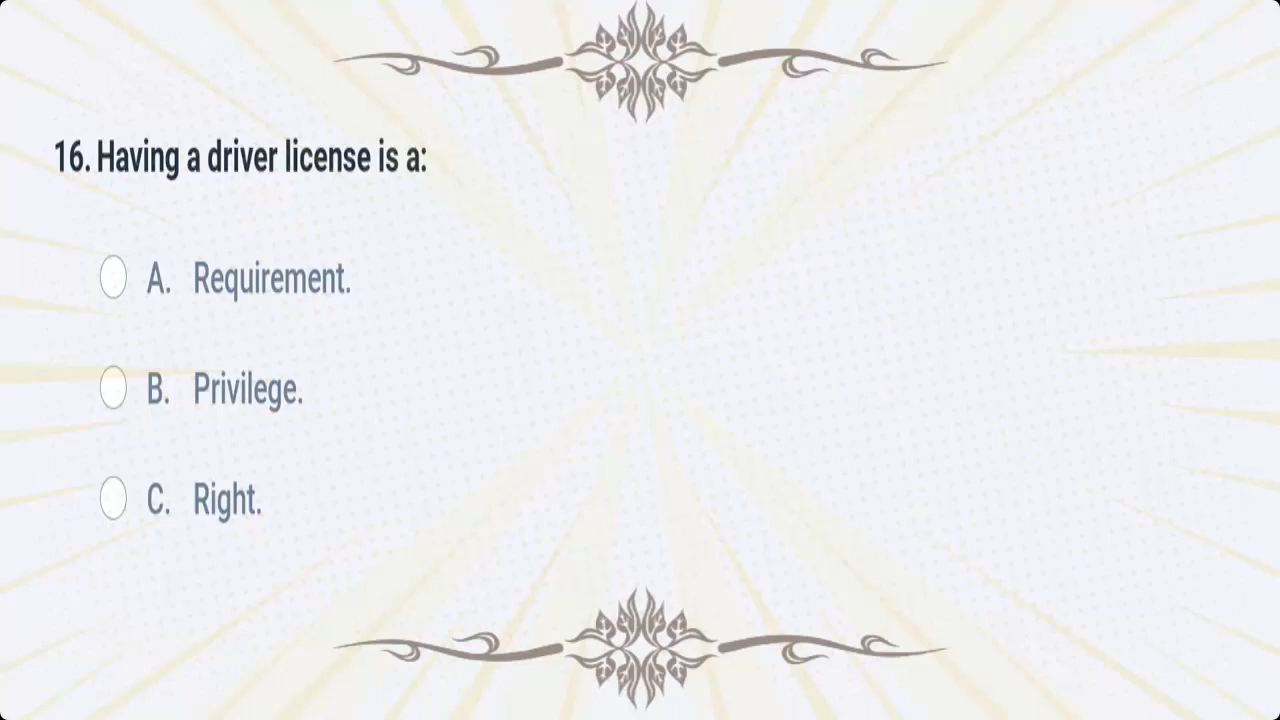 16. Having a driver license is a:
A. Requirement.
B. Privilege.
C. Right.